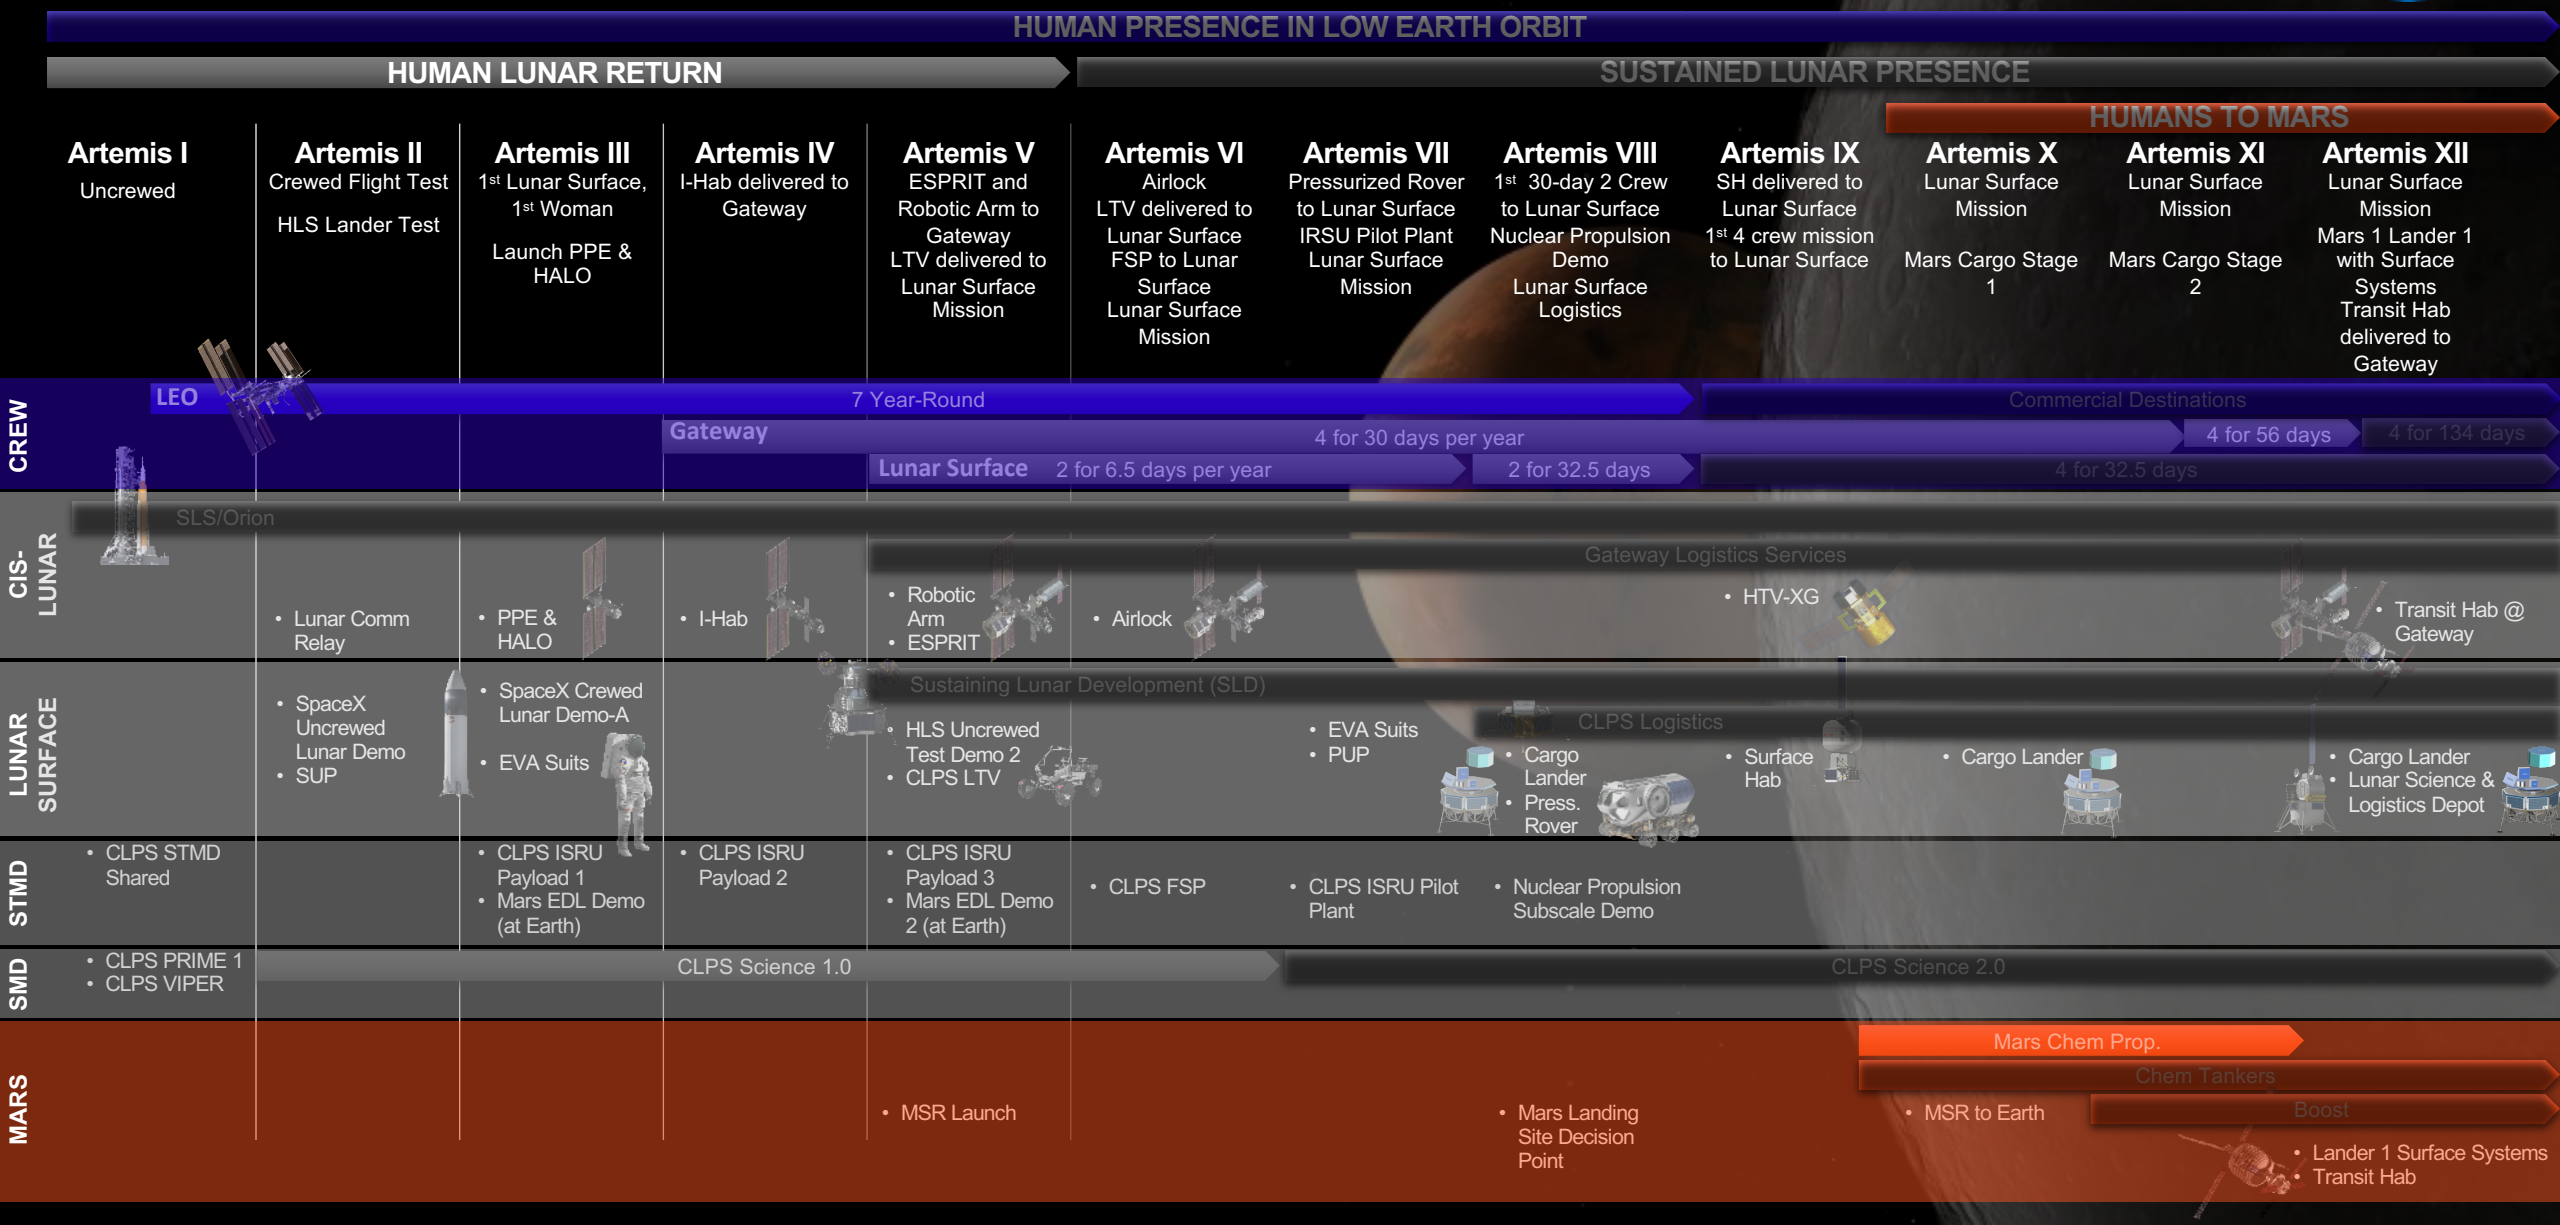 HUMAN PRESENCE IN LOW EARTH ORBIT
HUMAN LUNAR RETURN
SUSTAINED LUNAR PRESENCE
HUMANS TO MARS
Artemis I
Uncrewed
Artemis II
Crewed Flight Test
HLS Lander Test
Artemis III
1st Lunar Surface,
1st Woman
Launch PPE &
HALO
Artemis IV
I-Hab delivered to
Gateway
Artemis V
ESPRIT and
Robotic Arm to
Gateway
LTV delivered to
Lunar Surface
Mission
Artemis VI
Airlock
LTV delivered to
Lunar Surface
FSP to Lunar
Surface
Lunar Surface
Mission
Artemis VII
Pressurized Rover
to Lunar Surface
IRSU Pilot Plant
Lunar Surface
Mission
Artemis VIII
1st 30-day 2 Crew
to Lunar Surface
Nuclear Propulsion
Demo
Lunar Surface
Logistics
Artemis IX
SH delivered to
Lunar Surface
1st 4 crew mission
to Lunar Surface
Artemis X
Lunar Surface
Mission
Mars Cargo Stage
1
Artemis XI
Lunar Surface
Mission
Mars Cargo Stage
2
Artemis XII
Lunar Surface
Mission
Mars 1 Lander 1
with Surface
Systems
Transit Hab
delivered to
Gateway
CREW
LEO
7 Year-Round
Commercial Destinations
Gateway
4 for 30 days per year
4 for 56 days
4 for 134 days
Lunar Surface
2 for 6.5 days per year
2 for 32.5 days
4 for 32.5 days
CIS-
LUNAR
SLS/Orion
Gateway Logistics Services
• Lunar Comm
Relay
• PPE &
HALO
• I-Hab
• Robotic
Arm
• ESPRIT
• Airlock
• HTV-XG
• Transit Hab @
Gateway
LUNAR
SURFACE
Sustaining Lunar Development (SLD)
CLPS Logistics
• SpaceX
Uncrewed
Lunar Demo
• SUP
• SpaceX Crewed
Lunar Demo-A
• EVA Suits
• HLS Uncrewed
Test Demo 2
• CLPS LTV
• EVA Suits
• PUP
• Cargo
Lander
• Press.
Rover
• Surface
Hab
• Cargo Lander
• Cargo Lander
• Lunar Science &
Logistics Depot
STMD
• CLPS STMD
Shared
• CLPS ISRU
Payload 1
• Mars EDL Demo
(at Earth)
• CLPS ISRU
Payload 2
• CLPS ISRU
Payload 3
• Mars EDL Demo
2 (at Earth)
• CLPS FSP
• CLPS ISRU Pilot
Plant
• Nuclear Propulsion
Subscale Demo
SMD
• CLPS PRIME 1
• CLPS VIPER
CLPS Science 1.0
CLPS Science 2.0
MARS
Mars Chem Prop.
Chem Tankers
Boost
• MSR Launch
• Mars Landing
Site Decision
Point
• MSR to Earth
• Lander 1 Surface Systems
• Transit Hab